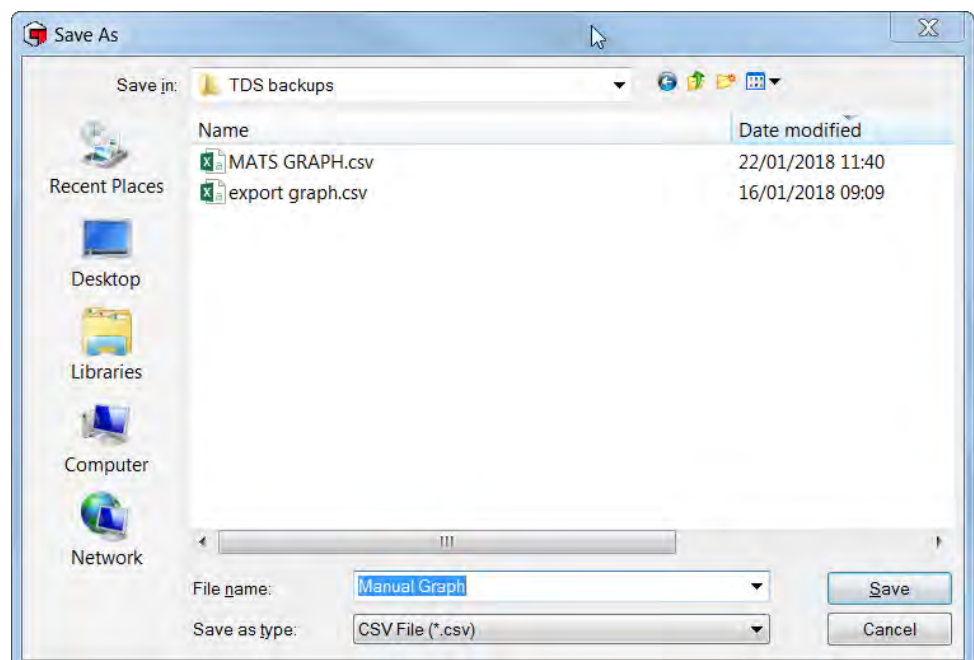 Save As
Save in: TDS backups
Name Date modified
MATS GRAPH.csv 22/01/2018 11:40
export graph.csv 16/01/2018 09:09
Recent Places
Desktop
Libraries
Computer
Network
File name: Manual Graph Save
Save as type: CSV File (*.csv) Cancel